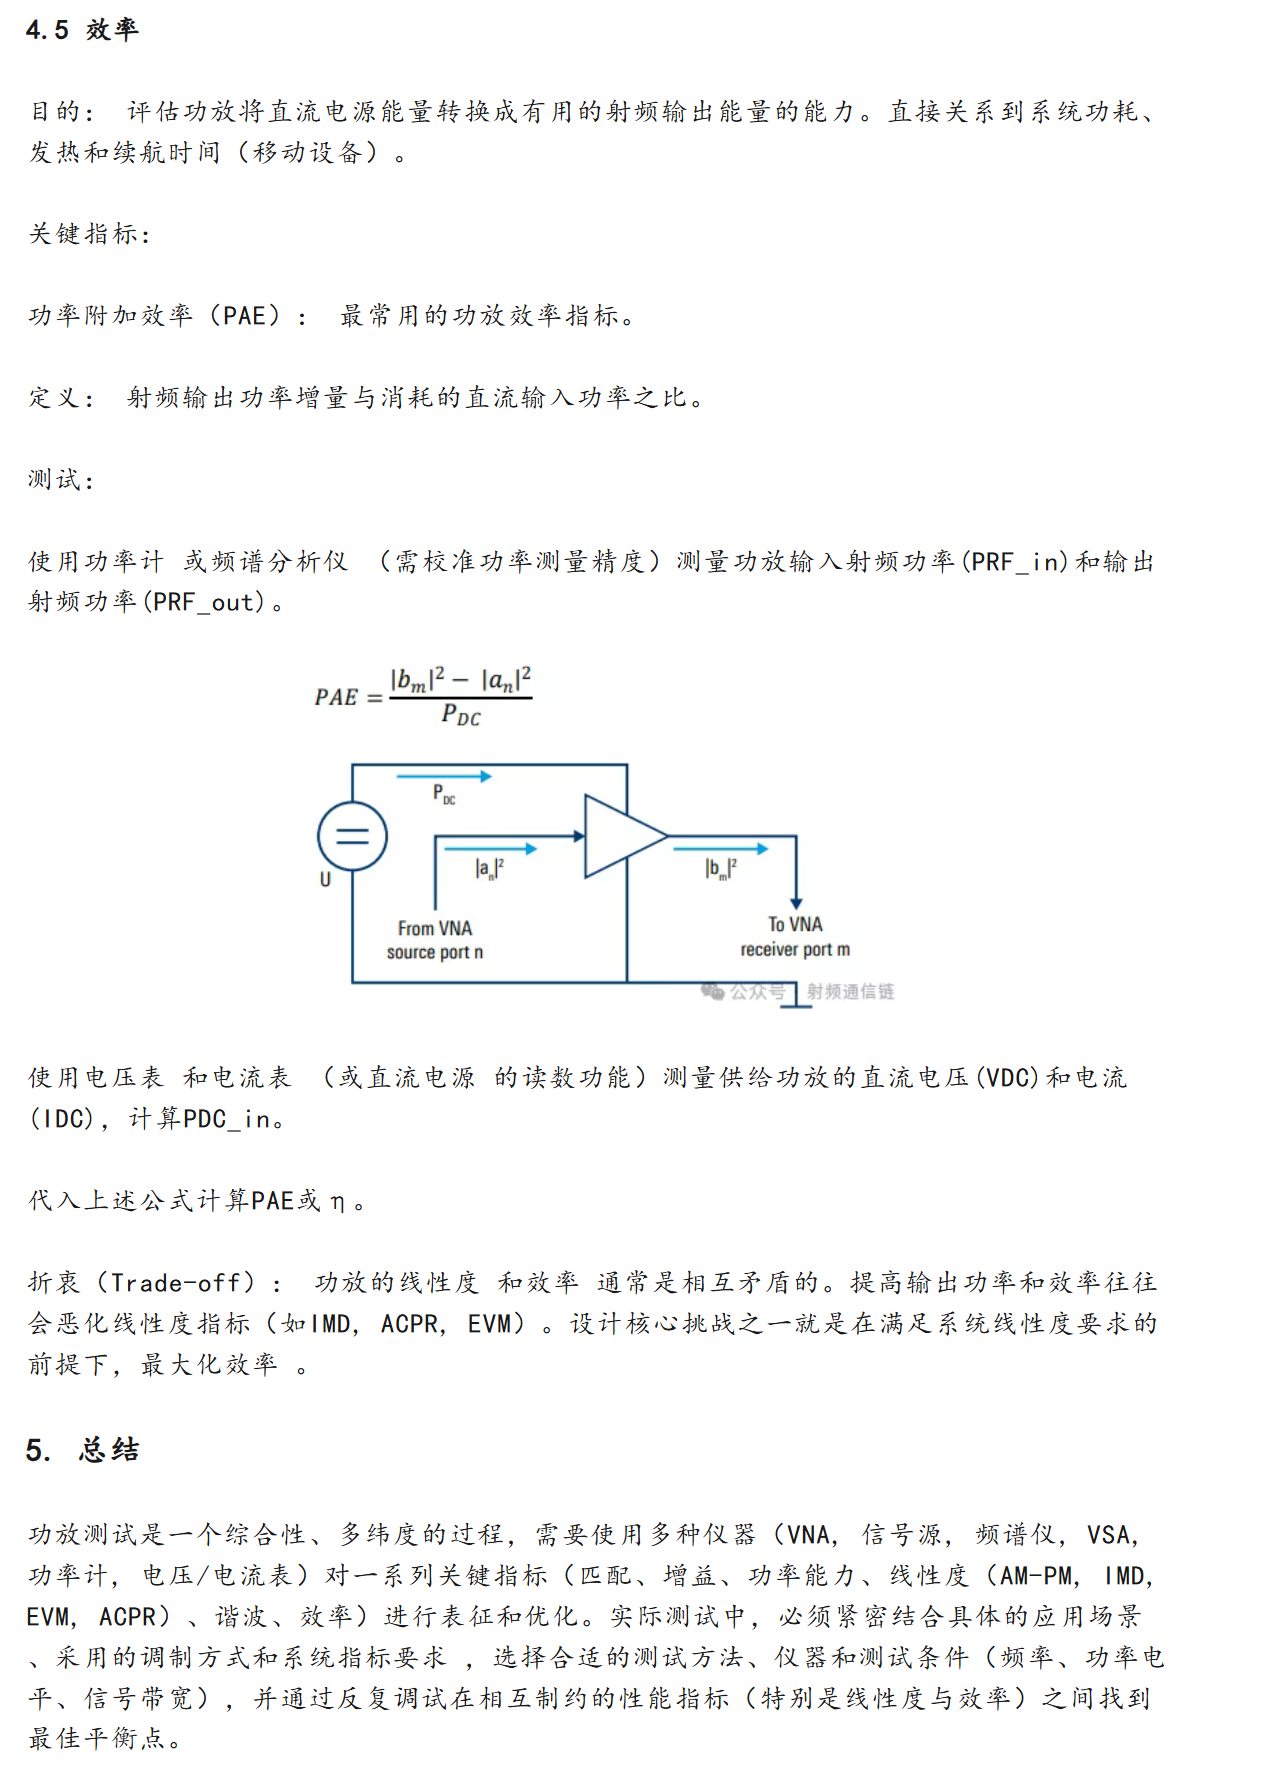 4.5 效率
目的： 评估功放将直流电源能量转换成有用的射频输出能量的能力。直接关系到系统功耗、
发热和续航时间（移动设备）。
关键指标：
功率附加效率（PAE）： 最常用的功放效率指标。
定义： 射频输出功率增量与消耗的直流输入功率之比。
测试：
使用功率计 或频谱分析仪 （需校准功率测量精度）测量功放输入射频功率(PRF_in)和输出
射频功率(PRF_out)。
PAE = (|b_m|² − |a_n|²) / P_DC
P_DC
|a_n|²
|b_m|²
U
From VNA
source port n
To VNA
receiver port m
公众号 射频通信链
使用电压表 和电流表 （或直流电源 的读数功能）测量供给功放的直流电压(VDC)和电流
(IDC)，计算PDC_in。
代入上述公式计算PAE或η。
折衷（Trade-off）： 功放的线性度 和效率 通常是相互矛盾的。提高输出功率和效率往往
会恶化线性度指标（如IMD, ACPR, EVM）。设计核心挑战之一就是在满足系统线性度要求的
前提下，最大化效率 。
5. 总结
功放测试是一个综合性、多纬度的过程，需要使用多种仪器（VNA, 信号源, 频谱仪, VSA,
功率计, 电压/电流表）对一系列关键指标（匹配、增益、功率能力、线性度（AM-PM, IMD,
EVM, ACPR）、谐波、效率）进行表征和优化。实际测试中，必须紧密结合具体的应用场景
、采用的调制方式和系统指标要求 ，选择合适的测试方法、仪器和测试条件（频率、功率电
平、信号带宽），并通过反复调试在相互制约的性能指标（特别是线性度与效率）之间找到
最佳平衡点。